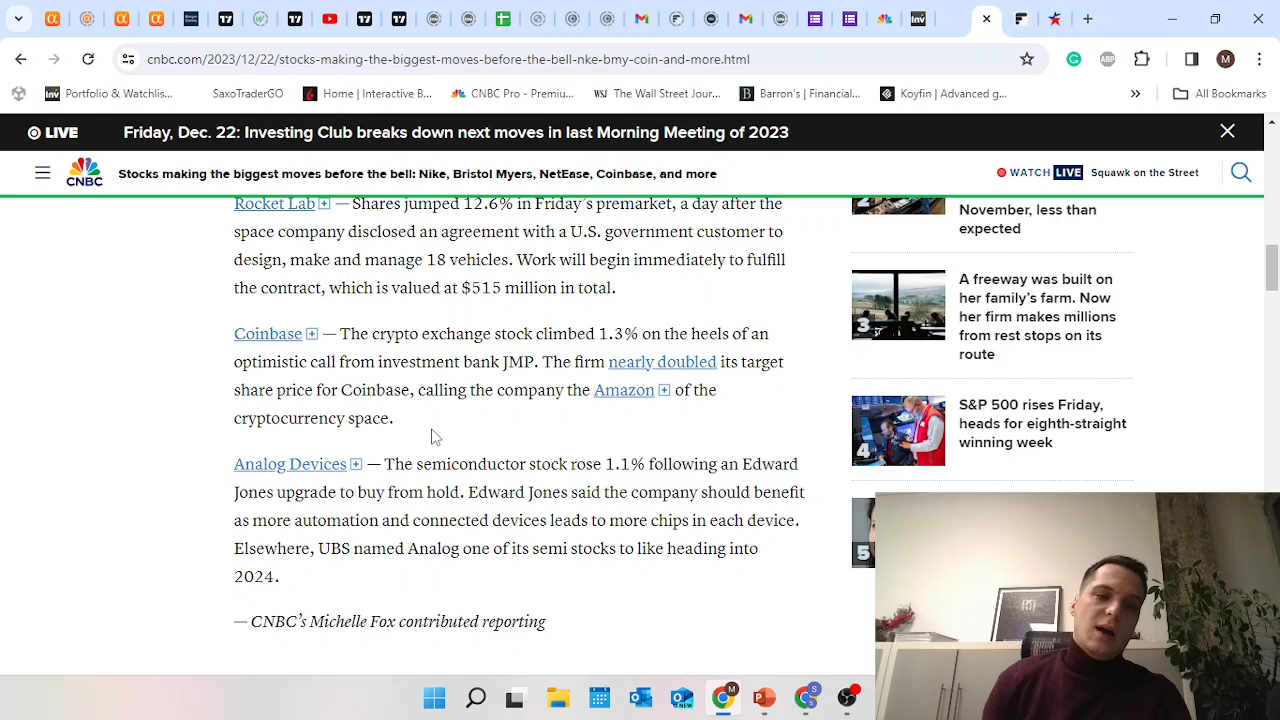 cnbc.com/2023/12/22/stocks-making-the-biggest-moves-before-the-bell-nke-bmy-coin-and-more.html
Portfolio & Watchlis...
SaxoTraderGO
Home | Interactive B...
CNBC Pro - Premiu...
The Wall Street Jour...
Barron's | Financial...
Koyfin | Advanced g...
All Bookmarks
LIVE
Friday, Dec. 22: Investing Club breaks down next moves in last Morning Meeting of 2023
CNBC
Stocks making the biggest moves before the bell: Nike, Bristol Myers, NetEase, Coinbase, and more
WATCH LIVE Squawk on the Street
Rocket Lab — Shares jumped 12.6% in Friday's premarket, a day after the
space company disclosed an agreement with a U.S. government customer to
design, make and manage 18 vehicles. Work will begin immediately to fulfill
the contract, which is valued at $515 million in total.
Coinbase — The crypto exchange stock climbed 1.3% on the heels of an
optimistic call from investment bank JMP. The firm nearly doubled its target
share price for Coinbase, calling the company the Amazon of the
cryptocurrency space.
Analog Devices — The semiconductor stock rose 1.1% following an Edward
Jones upgrade to buy from hold. Edward Jones said the company should benefit
as more automation and connected devices leads to more chips in each device.
Elsewhere, UBS named Analog one of its semi stocks to like heading into
2024.
— CNBC's Michelle Fox contributed reporting
2
November, less than
expected
3
A freeway was built on
her family's farm. Now
her firm makes millions
from rest stops on its
route
4
S&P 500 rises Friday,
heads for eighth-straight
winning week
5